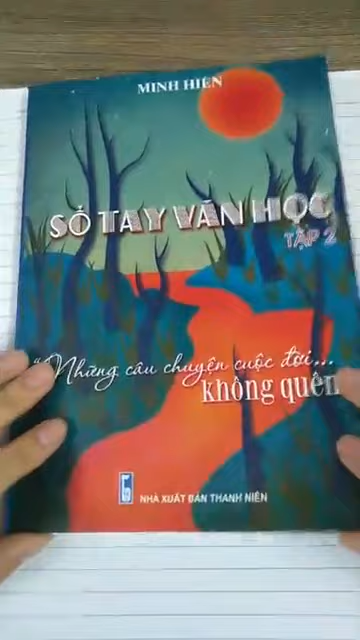 MINH HIỀN
SỔ TAY VĂN HỌC
TẬP 2
"Những câu chuyện cuộc đời...
không quên
NHÀ XUẤT BẢN THANH NIÊN